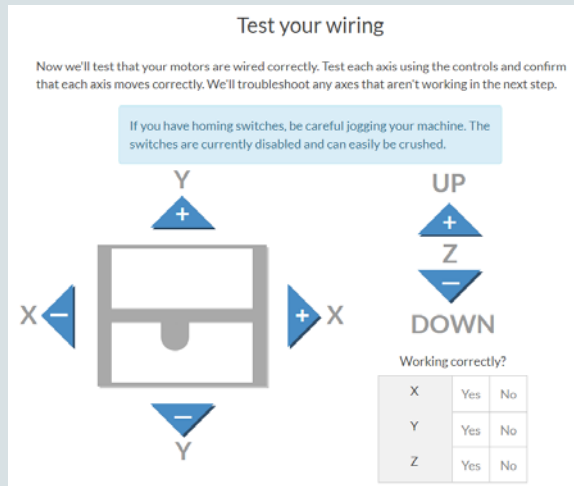 Test your wiring
Now we'll test that your motors are wired correctly. Test each axis using the controls and confirm
that each axis moves correctly. We'll troubleshoot any axes that aren't working in the next step.
If you have homing switches, be careful jogging your machine. The
switches are currently disabled and can easily be crushed.
Y
+
X −
+ X
−
Y
UP
+
Z
−
DOWN
Working correctly?
X Yes No
Y Yes No
Z Yes No